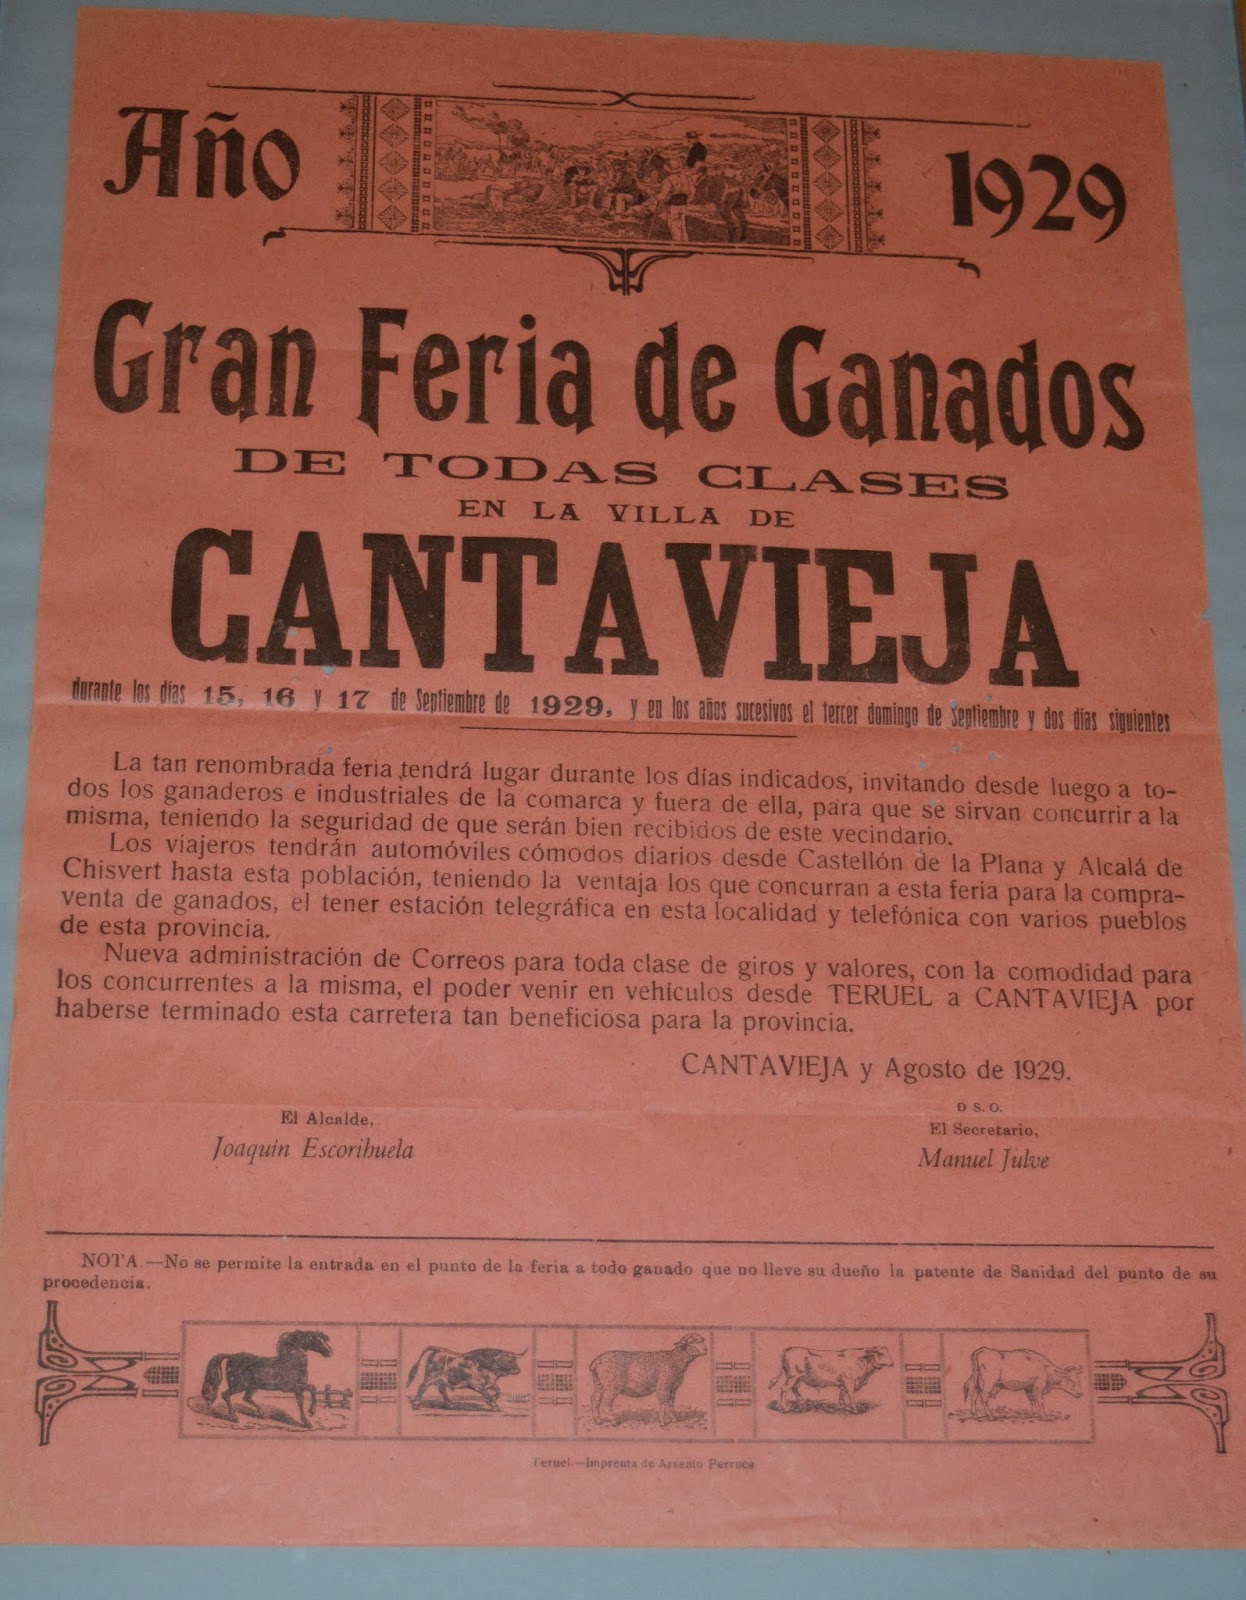 Año 1929
Gran Feria de Ganados
DE TODAS CLASES
EN LA VILLA DE
CANTAVIEJA
durante los días 15, 16 y 17 de Septiembre de 1929, y en los años sucesivos el tercer domingo de Septiembre y dos días siguientes
La tan renombrada feria tendrá lugar durante los días indicados, invitando desde luego a to-
dos los ganaderos e industriales de la comarca y fuera de ella, para que se sirvan concurrir a la
misma, teniendo la seguridad de que serán bien recibidos de este vecindario.
Los viajeros tendrán automóviles cómodos diarios desde Castellón de la Plana y Alcalá de
Chisvert hasta esta población, teniendo la ventaja los que concurran a esta feria para la compra-
venta de ganados, el tener estación telegráfica en esta localidad y telefónica con varios pueblos
de esta provincia.
Nueva administración de Correos para toda clase de giros y valores, con la comodidad para
los concurrentes a la misma, el poder venir en vehículos desde TERUEL a CANTAVIEJA por
haberse terminado esta carretera tan beneficiosa para la provincia.
CANTAVIEJA y Agosto de 1929.
El Alcalde,
Joaquín Escorihuela
D S. O.
El Secretario,
Manuel Julve
NOTA.—No se permite la entrada en el punto de la feria a todo ganado que no lleve su dueño la patente de Sanidad del punto de su
procedencia.
Teruel.—Imprenta de Arsenio Perruca